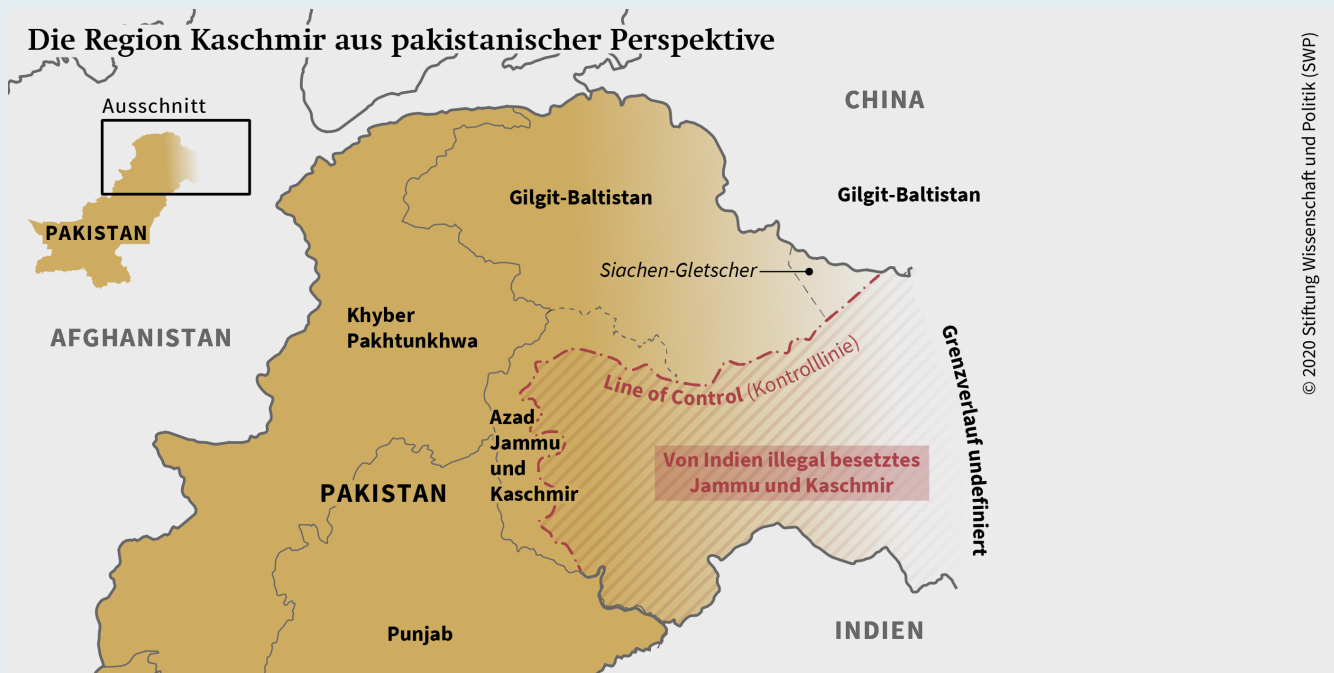 Die Region Kaschmir aus pakistanischer Perspektive
Ausschnitt
PAKISTAN
AFGHANISTAN
CHINA
Gilgit-Baltistan
Gilgit-Baltistan
Siachen-Gletscher
Khyber
Pakhtunkhwa
Line of Control (Kontrolllinie)
Azad
Jammu
und
Kaschmir
Von Indien illegal besetztes
Jammu und Kaschmir
Grenzverlauf undefiniert
PAKISTAN
Punjab
INDIEN
© 2020 Stiftung Wissenschaft und Politik (SWP)